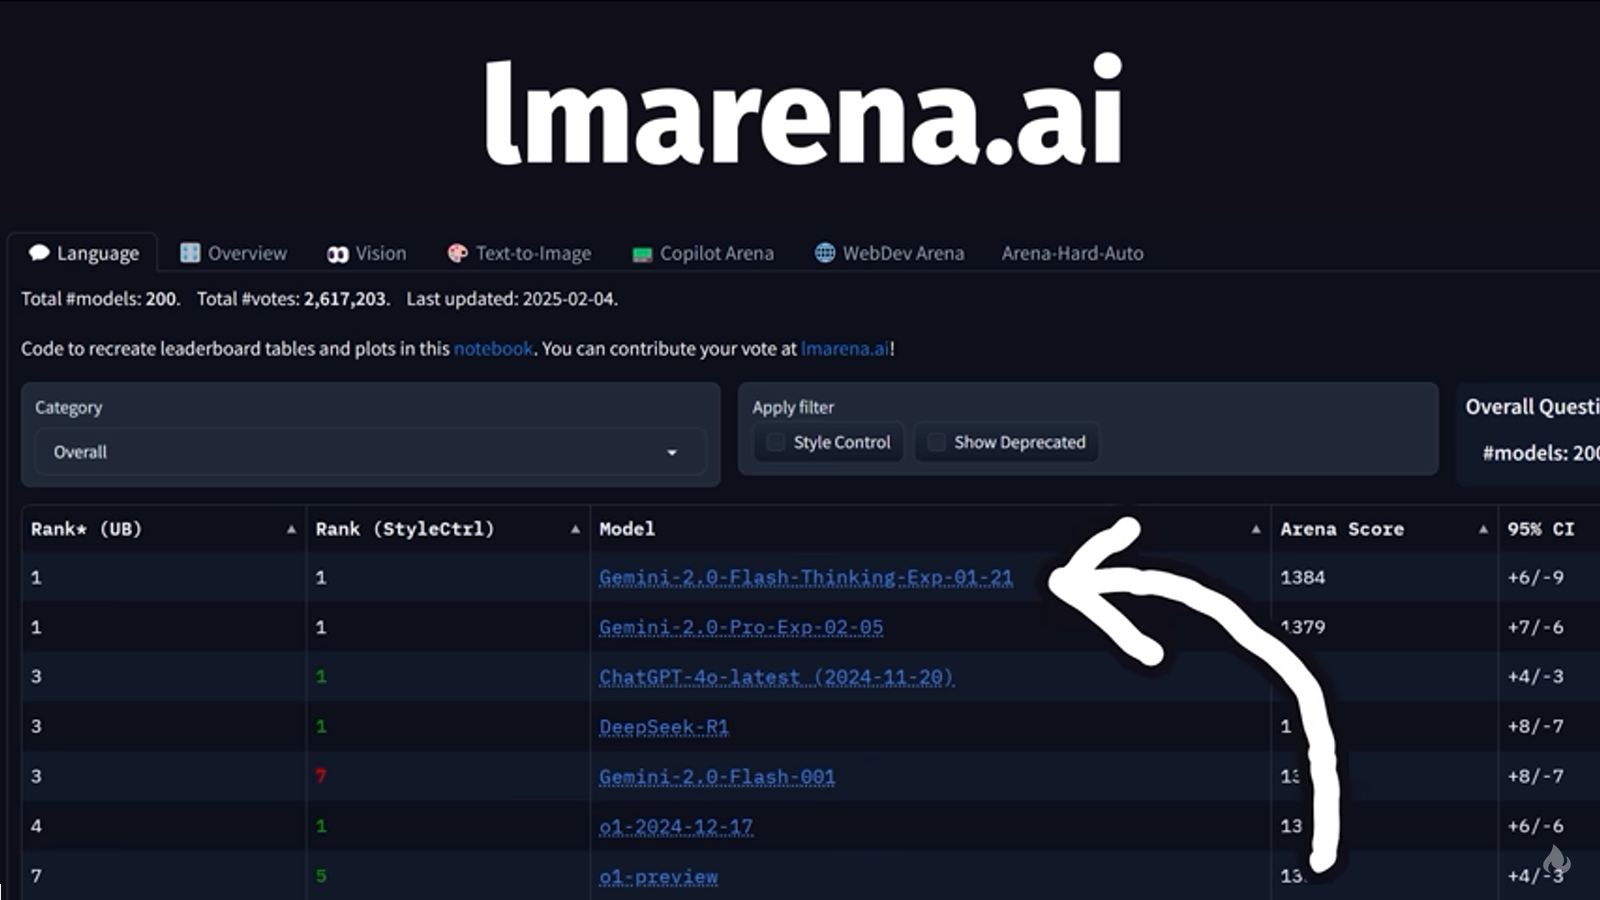 lmarena.ai
Language Overview Vision Text-to-Image Copilot Arena WebDev Arena Arena-Hard-Auto
Total #models: 200. Total #votes: 2,617,203. Last updated: 2025-02-04.
Code to recreate leaderboard tables and plots in this notebook. You can contribute your vote at lmarena.ai!
Category Apply filter Overall Questi
Overall Style Control Show Deprecated #models: 200
Rank* (UB) Rank (StyleCtrl) Model Arena Score 95% CI
1 1 Gemini-2.0-Flash-Thinking-Exp-01-21 1384 +6/-9
1 1 Gemini-2.0-Pro-Exp-02-05 1379 +7/-6
3 1 ChatGPT-4o-latest (2024-11-20) +4/-3
3 1 DeepSeek-R1 1 +8/-7
3 7 Gemini-2.0-Flash-001 13 +8/-7
4 1 o1-2024-12-17 13 +6/-6
7 5 o1-preview 13 +4/-3